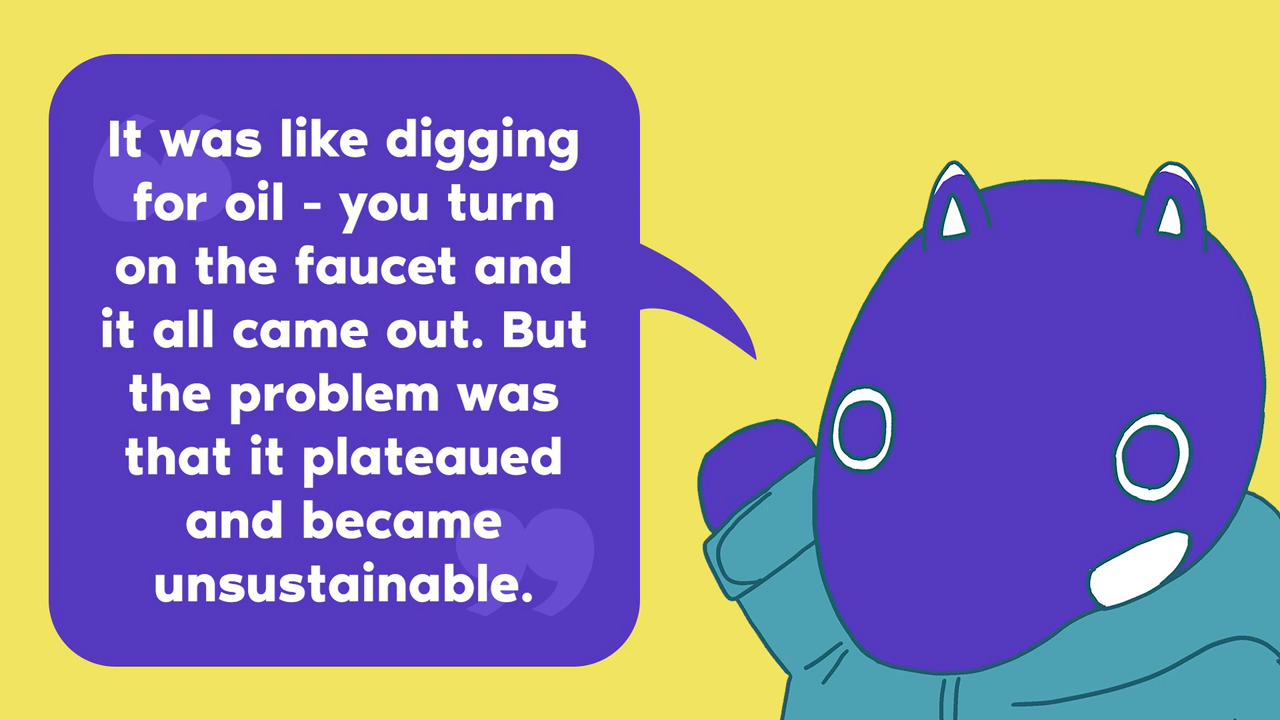 It was like digging
for oil - you turn
on the faucet and
it all came out. But
the problem was
that it plateaued
and became
unsustainable.